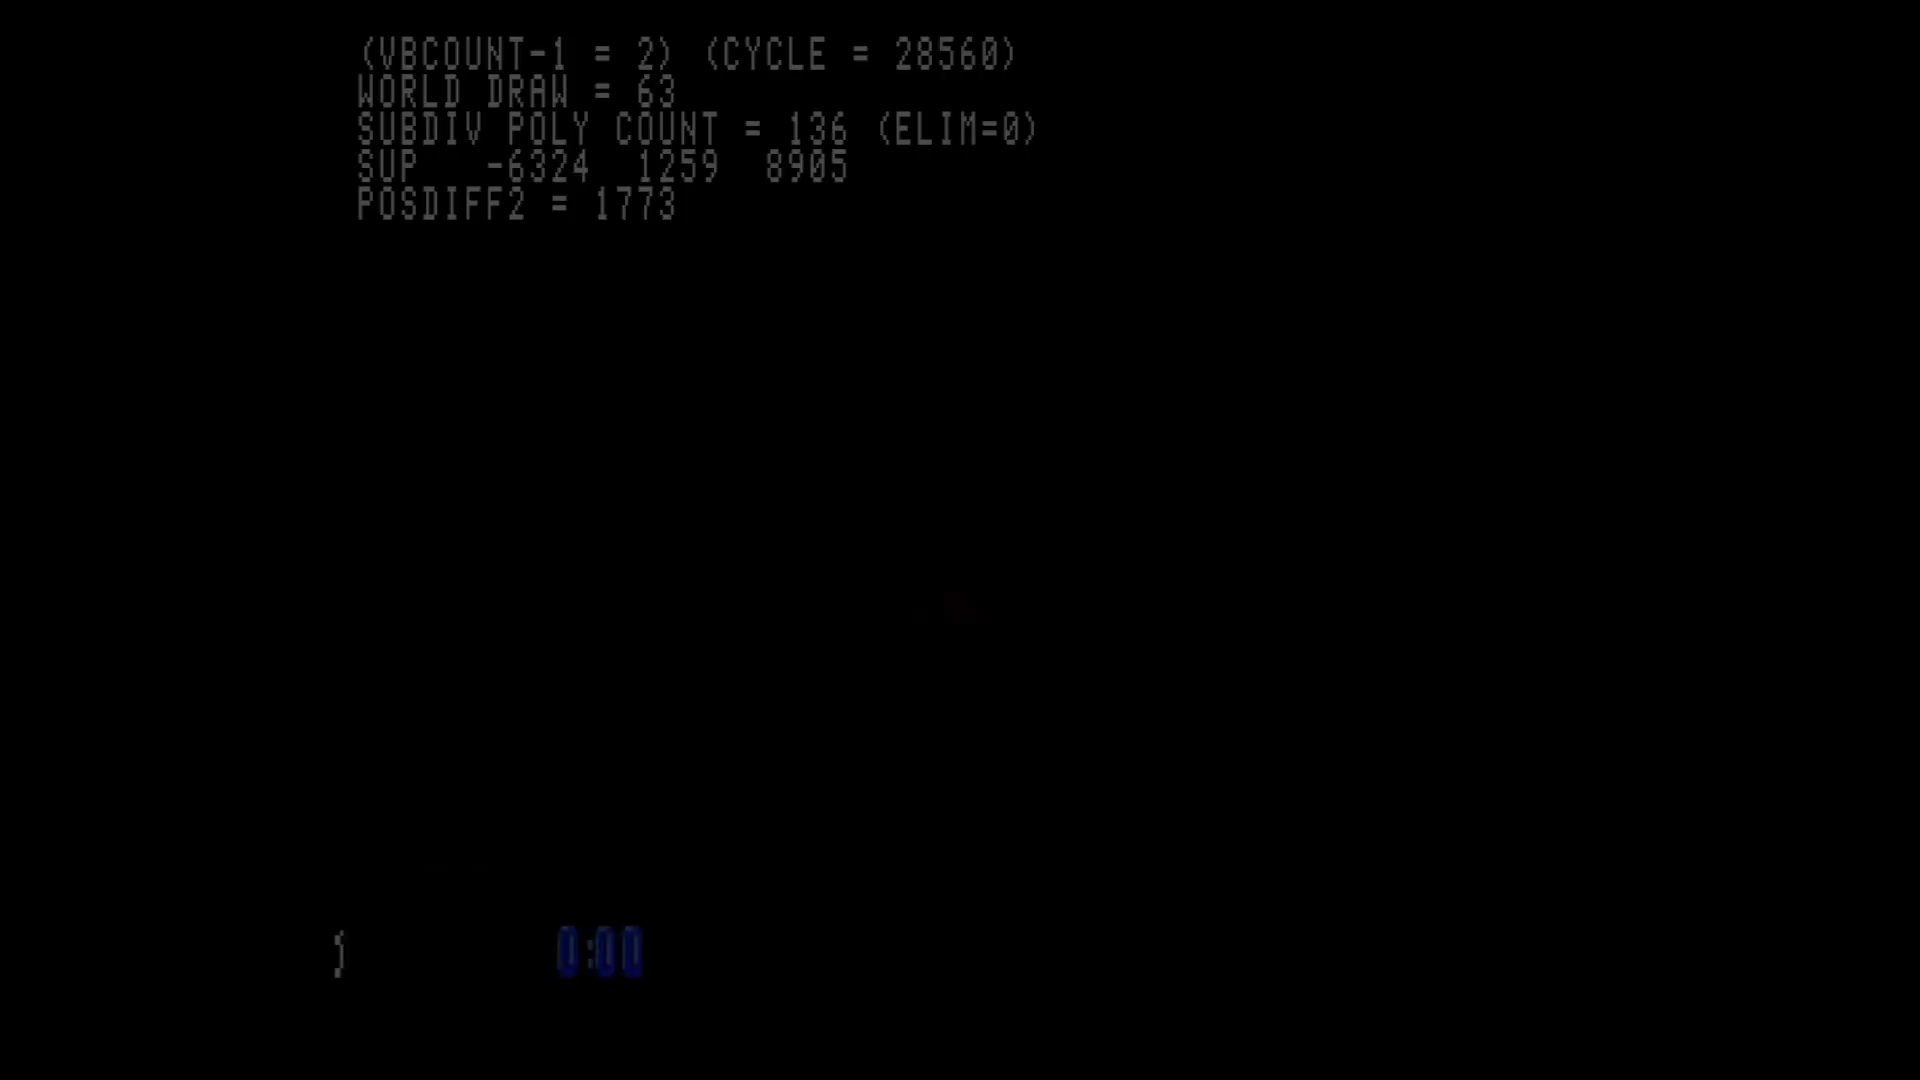 (VBCOUNT-1 = 2) (CYCLE = 28560)
WORLD DRAW = 63
SUBDIV POLY COUNT = 136 (ELIM=0)
SUP -6324 1259 8905
POSDIFF2 = 1773
0:00